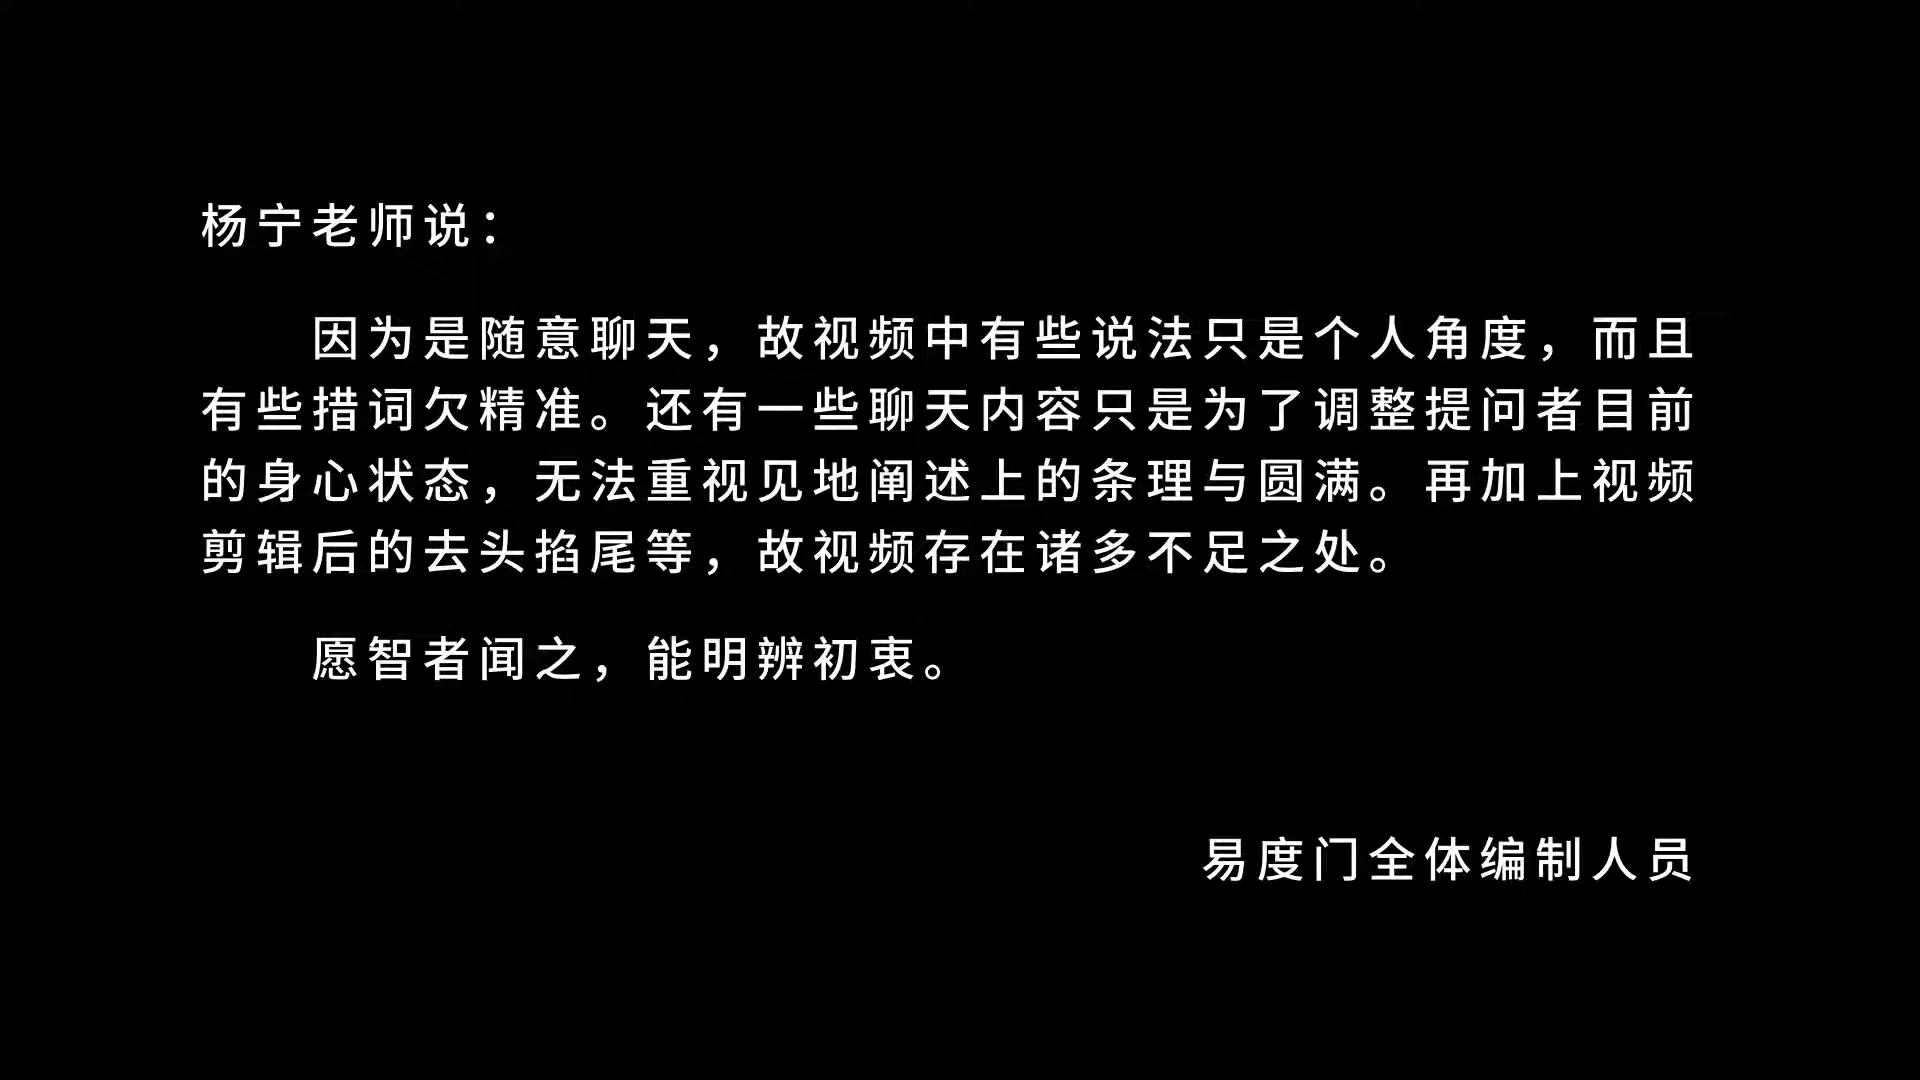 杨宁老师说：
因为是随意聊天，故视频中有些说法只是个人角度，而且
有些措词欠精准。还有一些聊天内容只是为了调整提问者目前
的身心状态，无法重视见地阐述上的条理与圆满。再加上视频
剪辑后的去头掐尾等，故视频存在诸多不足之处。
愿智者闻之，能明辨初衷。
易度门全体编制人员